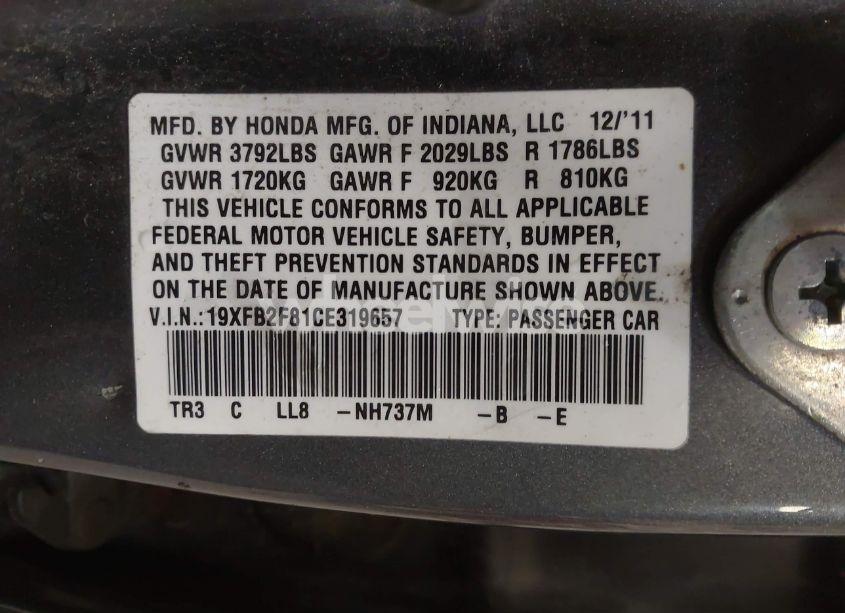 MFD. BY HONDA MFG. OF INDIANA, LLC 12/'11
GVWR 3792LBS GAWR F 2029LBS R 1786LBS
GVWR 1720KG GAWR F 920KG R 810KG
THIS VEHICLE CONFORMS TO ALL APPLICABLE
FEDERAL MOTOR VEHICLE SAFETY, BUMPER,
AND THEFT PREVENTION STANDARDS IN EFFECT
ON THE DATE OF MANUFACTURE SHOWN ABOVE.
V.I.N.:19XFB2F81CE319657 TYPE: PASSENGER CAR
TR3 C LL8 -NH737M -B -E